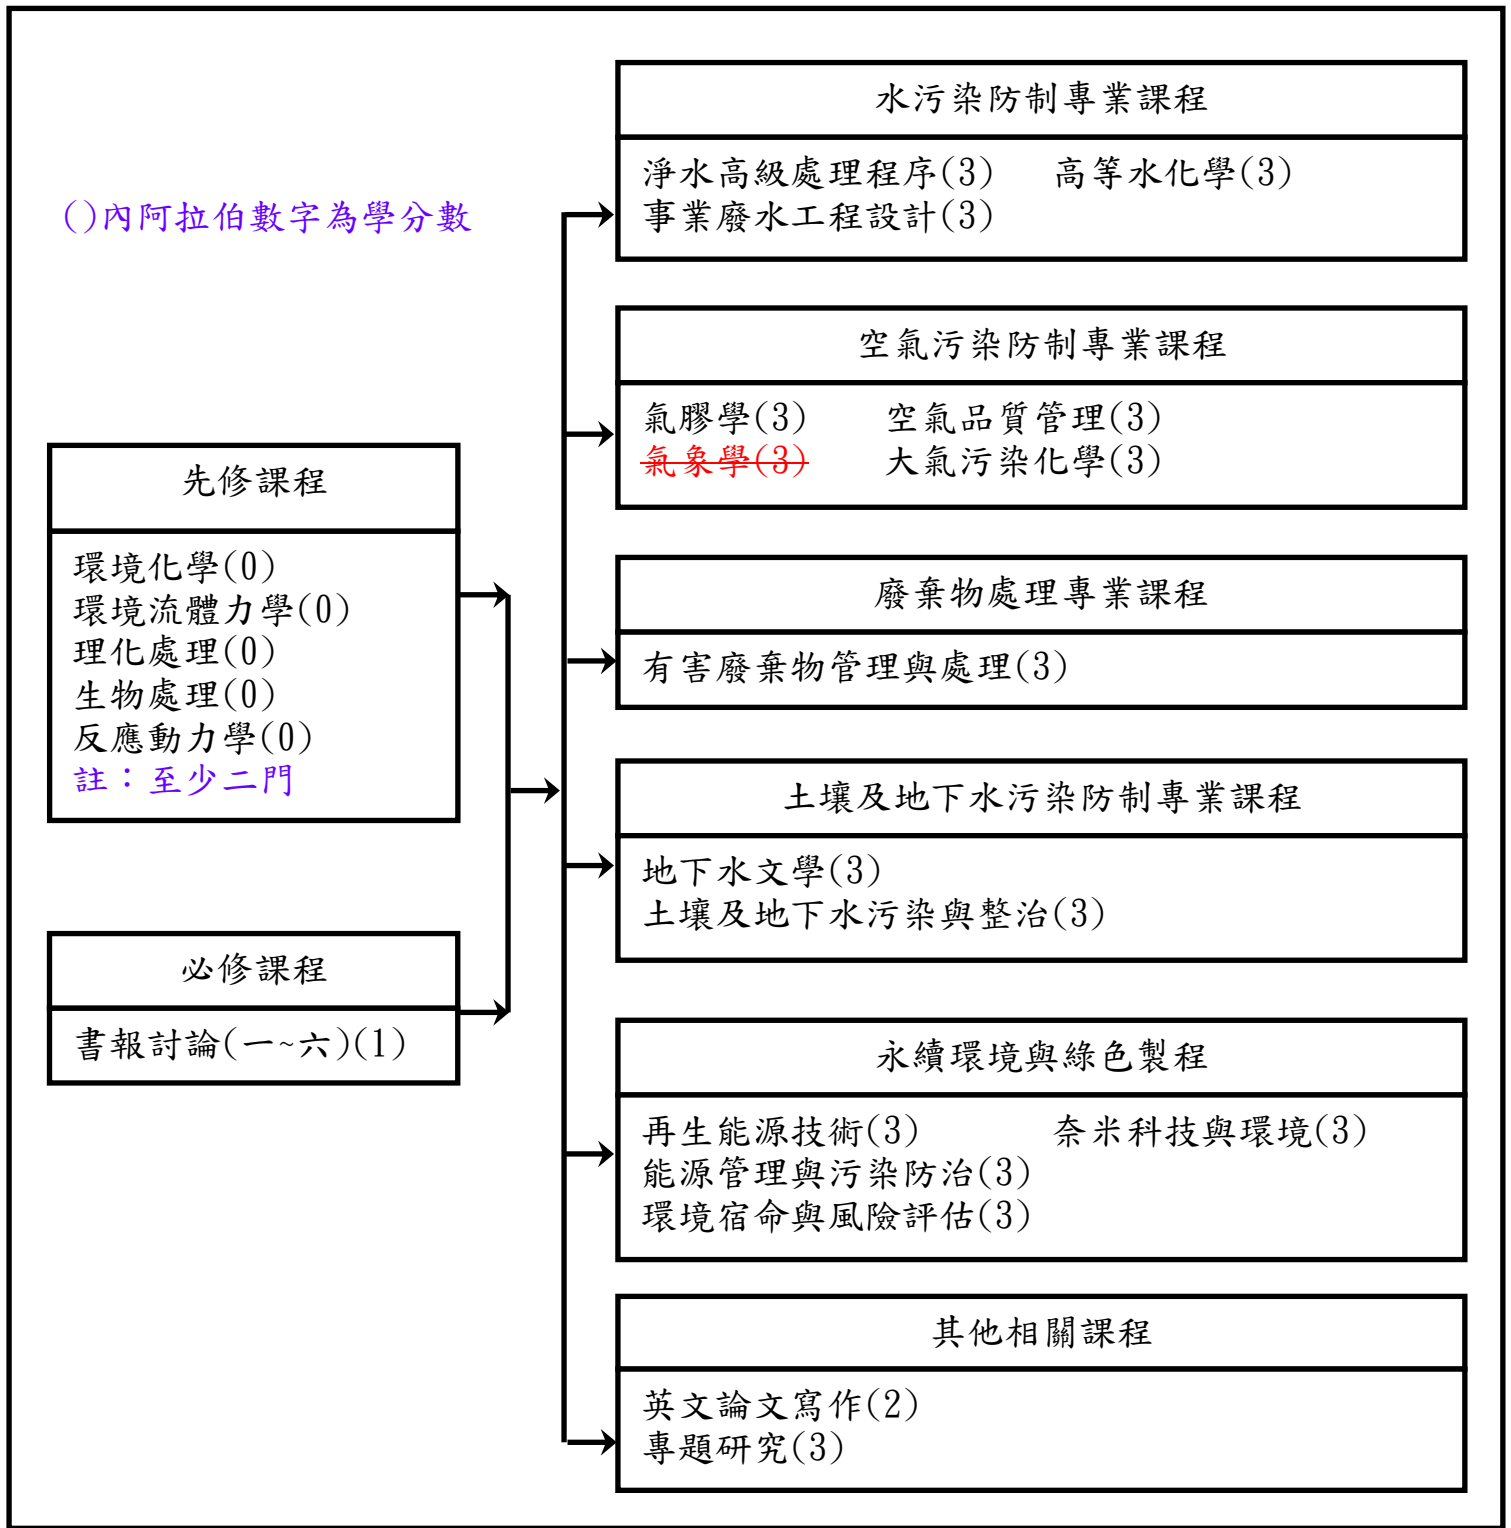 ()內阿拉伯數字為學分數
先修課程
環境化學(0)
環境流體力學(0)
理化處理(0)
生物處理(0)
反應動力學(0)
註：至少二門
必修課程
書報討論(一~六)(1)
水污染防制專業課程
淨水高級處理程序(3) 高等水化學(3)
事業廢水工程設計(3)
空氣污染防制專業課程
氣膠學(3) 空氣品質管理(3)
氣象學(3) 大氣污染化學(3)
廢棄物處理專業課程
有害廢棄物管理與處理(3)
土壤及地下水污染防制專業課程
地下水文學(3)
土壤及地下水污染與整治(3)
永續環境與綠色製程
再生能源技術(3) 奈米科技與環境(3)
能源管理與污染防治(3)
環境宿命與風險評估(3)
其他相關課程
英文論文寫作(2)
專題研究(3)